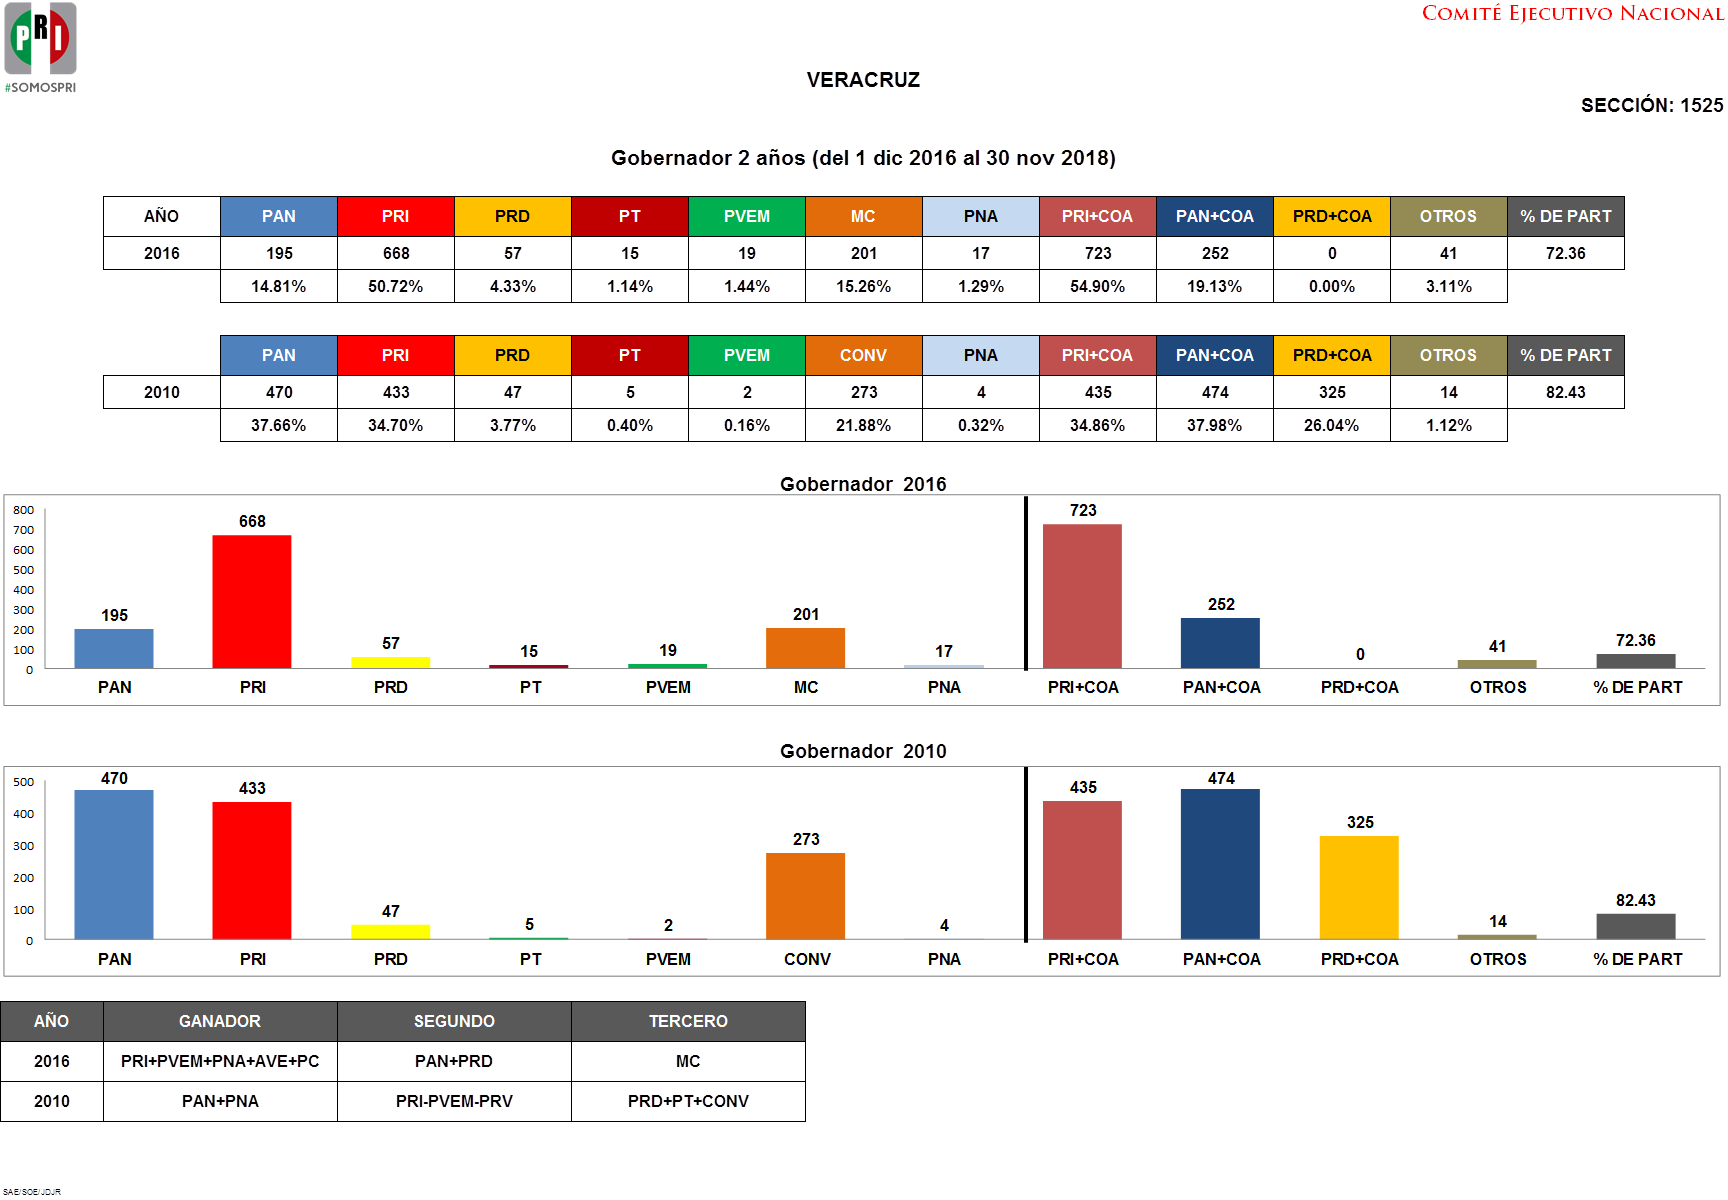 PRI
#SOMOSPRI
COMITÉ EJECUTIVO NACIONAL
VERACRUZ
SECCIÓN: 1525
Gobernador 2 años (del 1 dic 2016 al 30 nov 2018)
AÑO PAN PRI PRD PT PVEM MC PNA PRI+COA PAN+COA PRD+COA OTROS % DE PART
2016 195 668 57 15 19 201 17 723 252 0 41 72.36
14.81% 50.72% 4.33% 1.14% 1.44% 15.26% 1.29% 54.90% 19.13% 0.00% 3.11%
PAN PRI PRD PT PVEM CONV PNA PRI+COA PAN+COA PRD+COA OTROS % DE PART
2010 470 433 47 5 2 273 4 435 474 325 14 82.43
37.66% 34.70% 3.77% 0.40% 0.16% 21.88% 0.32% 34.86% 37.98% 26.04% 1.12%
Gobernador 2016
800
700
600
500
400
300
200
100
0
195 668 57 15 19 201 17 723 252 0 41 72.36
PAN PRI PRD PT PVEM MC PNA PRI+COA PAN+COA PRD+COA OTROS % DE PART
Gobernador 2010
500
400
300
200
100
0
470 433 47 5 2 273 4 435 474 325 14 82.43
PAN PRI PRD PT PVEM CONV PNA PRI+COA PAN+COA PRD+COA OTROS % DE PART
AÑO GANADOR SEGUNDO TERCERO
2016 PRI+PVEM+PNA+AVE+PC PAN+PRD MC
2010 PAN+PNA PRI-PVEM-PRV PRD+PT+CONV
SAE/SOE/JDJR